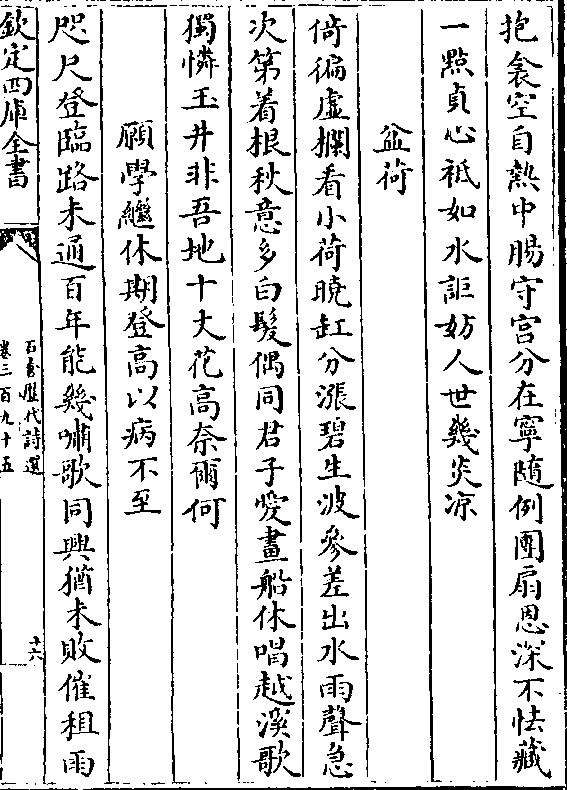 抱衾空自熱中腸守宫分在寧隨例團扇恩深不怯藏
一點貞心祗如水詎妨人世幾炎凉
盆荷
倚徧虚欄看小荷曉缸分漲碧生波參差出水雨聲急
次第着根秋意多白髮偶同君子愛畫船休唱越溪歌
獨憐玉井非吾地十丈花高奈爾何
願學繼休期登高以病不至
咫尺登臨路未通百年能幾嘯歌同興猶未敗催租雨
欽定四庫全書
石倉歷代詩選
卷三百九十五
十六